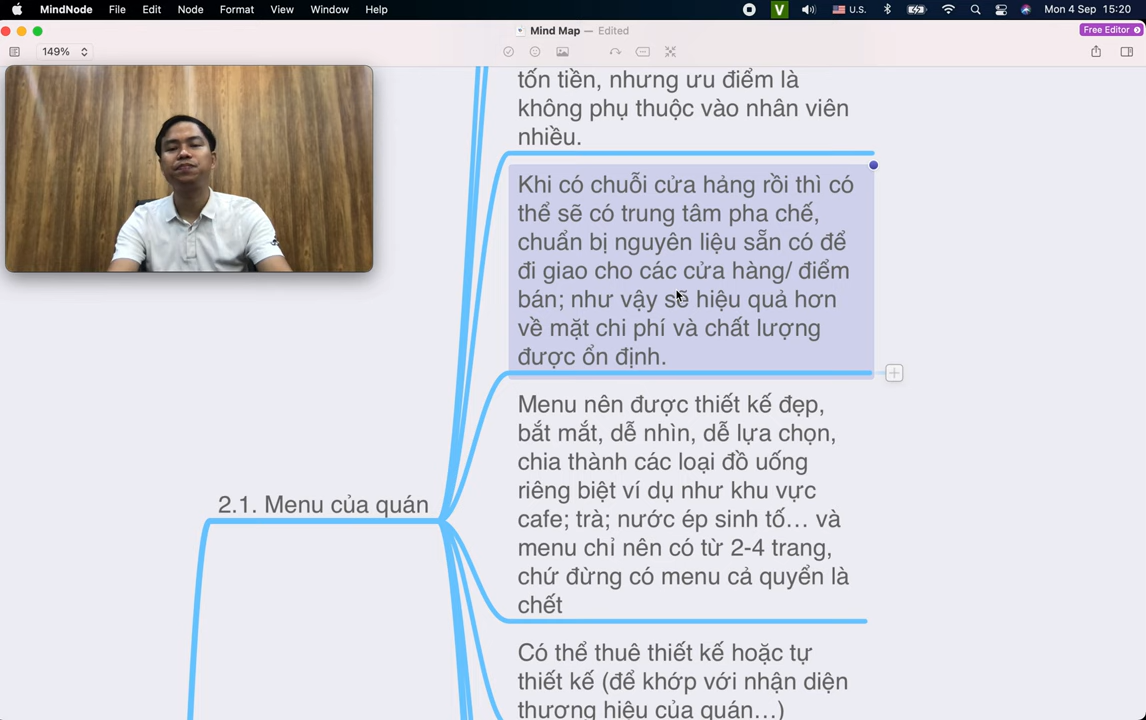 MindNode File Edit Node Format View Window Help V U.S. Mon 4 Sep 15:20
Mind Map — Edited
Free Editor
149%
tốn tiền, nhưng ưu điểm là
không phụ thuộc vào nhân viên
nhiều.
Khi có chuỗi cửa hảng rồi thì có
thể sẽ có trung tâm pha chế,
chuẩn bị nguyên liệu sẵn có để
đi giao cho các cửa hàng/ điểm
bán; như vậy sẽ hiệu quả hơn
về mặt chi phí và chất lượng
được ổn định.
Menu nên được thiết kế đẹp,
bắt mắt, dễ nhìn, dễ lựa chọn,
chia thành các loại đồ uống
riêng biệt ví dụ như khu vực
cafe; trà; nước ép sinh tố... và
menu chỉ nên có từ 2-4 trang,
chứ đừng có menu cả quyển là
chết
2.1. Menu của quán
Có thể thuê thiết kế hoặc tự
thiết kế (để khớp với nhận diện
thương hiệu của quán...)